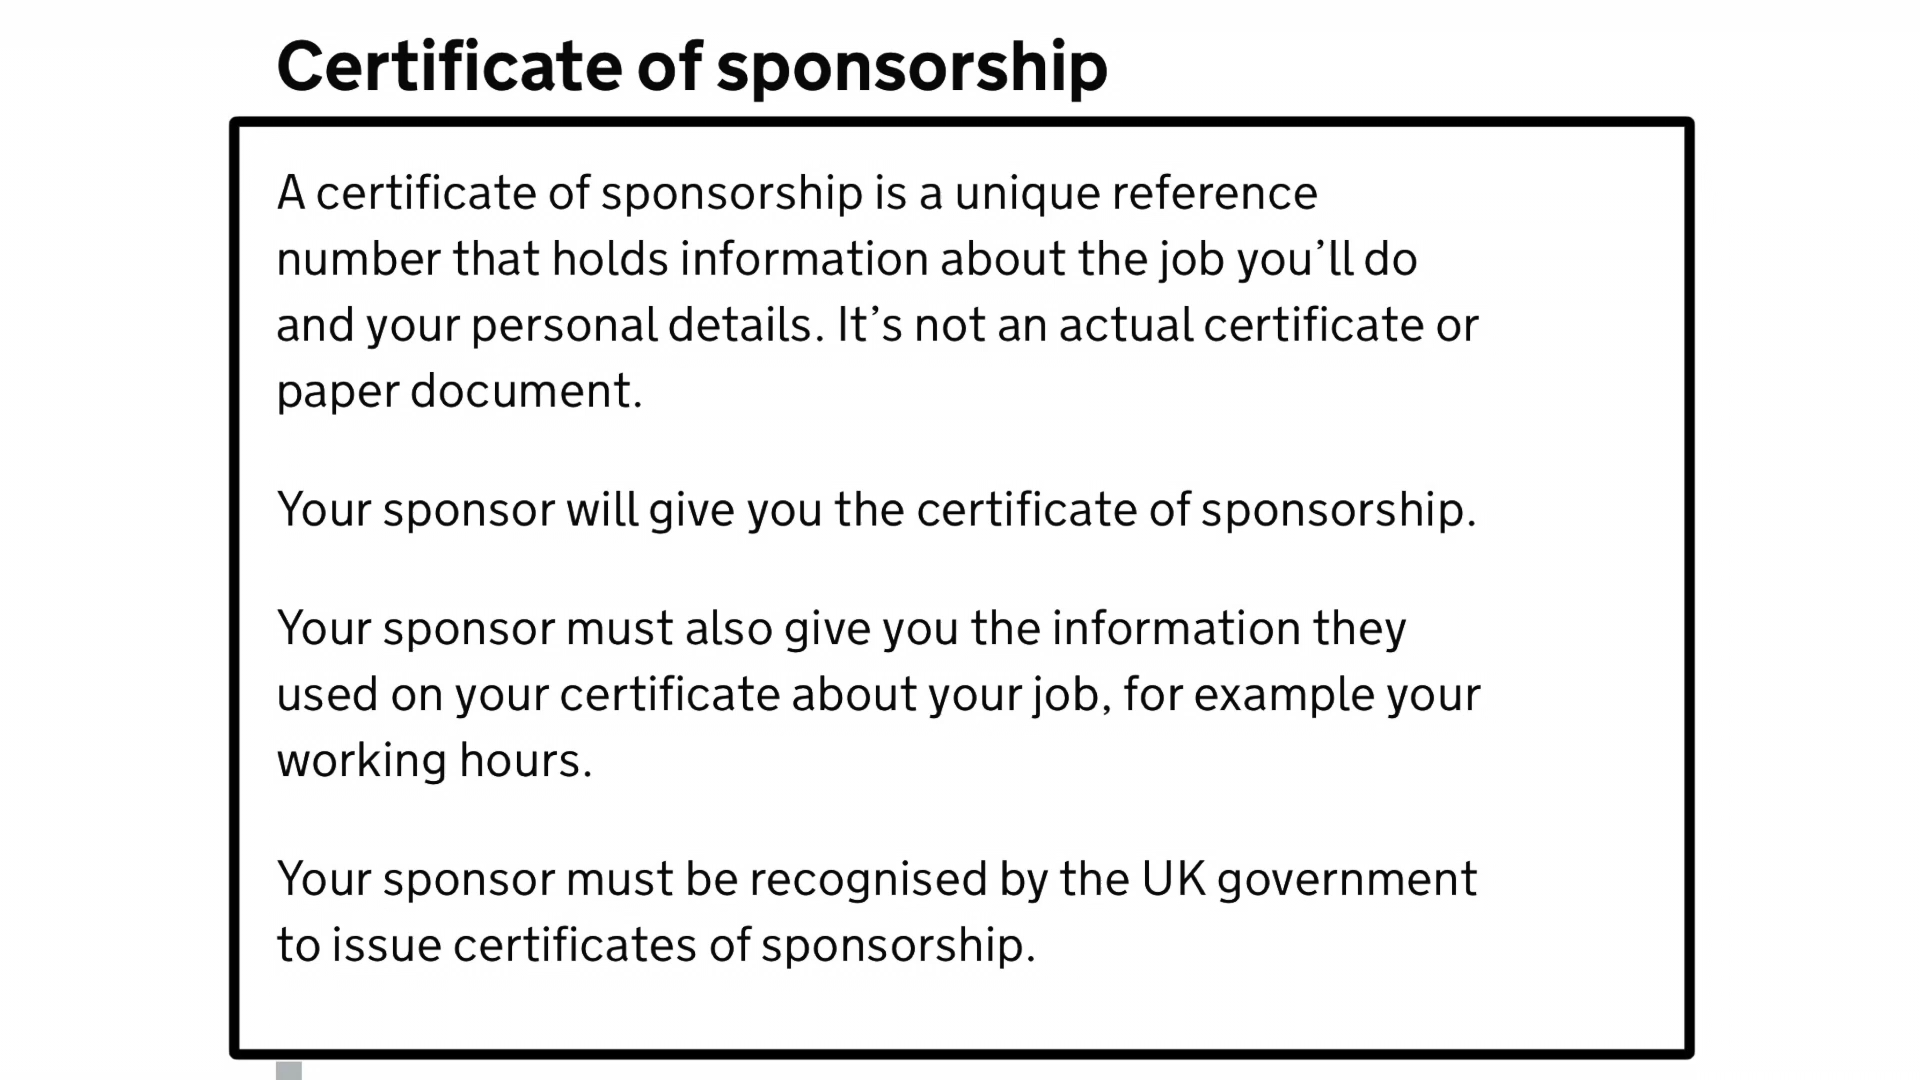 Certificate of sponsorship
A certificate of sponsorship is a unique reference
number that holds information about the job you’ll do
and your personal details. It’s not an actual certificate or
paper document.
Your sponsor will give you the certificate of sponsorship.
Your sponsor must also give you the information they
used on your certificate about your job, for example your
working hours.
Your sponsor must be recognised by the UK government
to issue certificates of sponsorship.